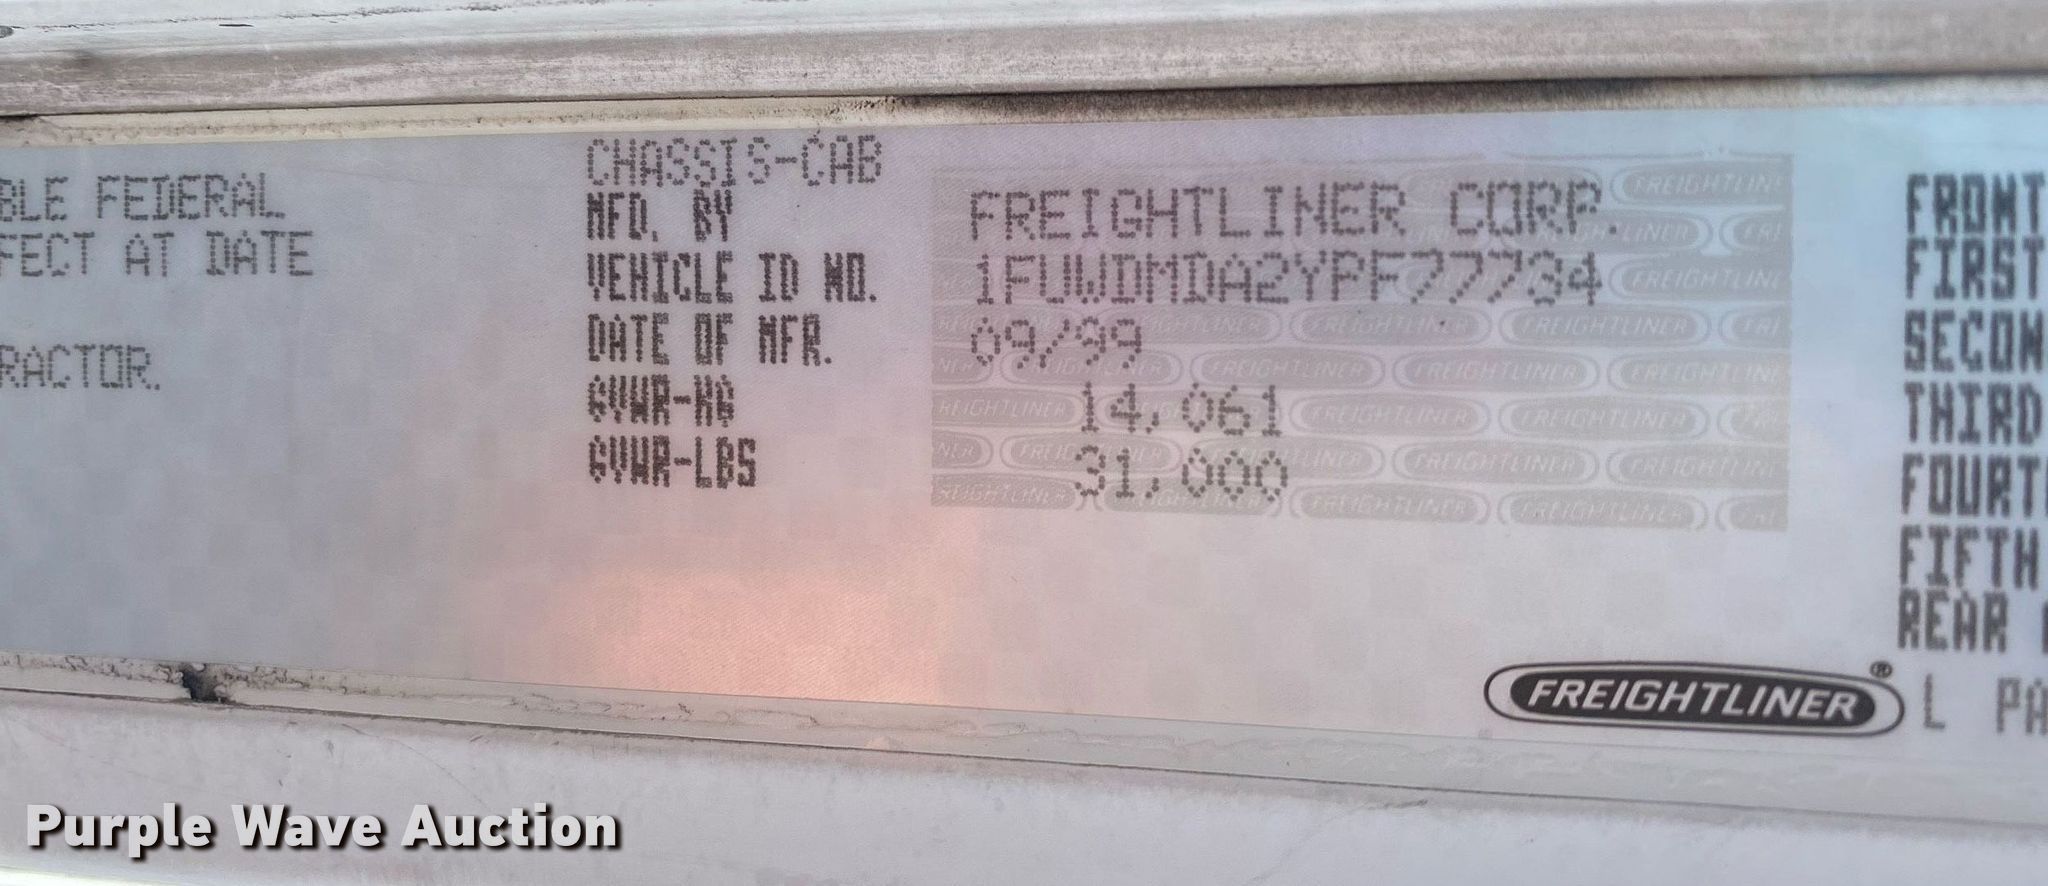 BLE FEDERAL
FECT AT DATE
RACTOR.
CHASSIS-CAB
MFD. BY FREIGHTLINER CORP.
VEHICLE ID NO. 1FUWDMDA2YPF77734
DATE OF MFR. 09/99
GVWR-KG 14,061
GVWR-LBS 31,000
FRONT
FIRST
SECON
THIRD
FOURT
FIFTH
REAR
FREIGHTLINER®
L PA
Purple Wave Auction